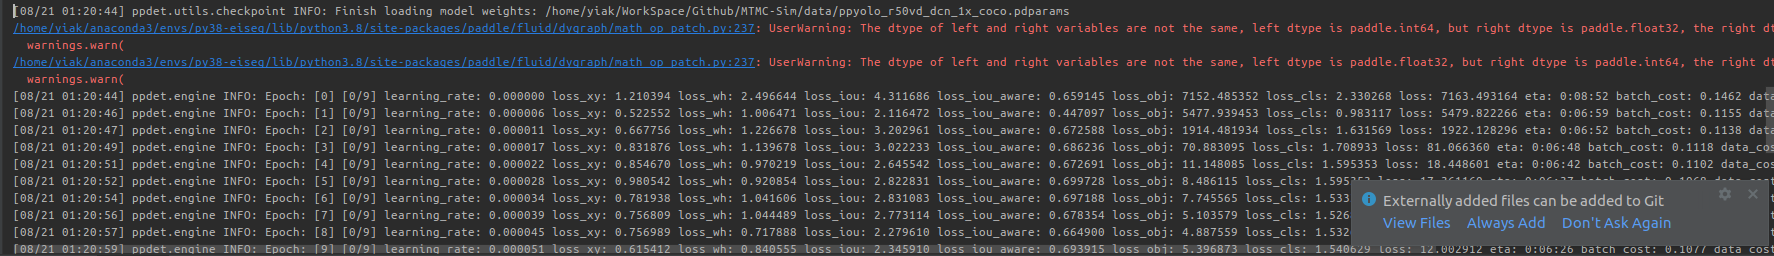 [08/21 01:20:44] ppdet.utils.checkpoint INFO: Finish loading model weights: /home/yiak/WorkSpace/Github/MTMC-Sim/data/ppyolo_r50vd_dcn_1x_coco.pdparams
/home/yiak/anaconda3/envs/py38-eiseg/lib/python3.8/site-packages/paddle/fluid/dygraph/math_op_patch.py:237: UserWarning: The dtype of left and right variables are not the same, left dtype is paddle.int64, but right dtype is paddle.float32, the right dt
warnings.warn(
/home/yiak/anaconda3/envs/py38-eiseg/lib/python3.8/site-packages/paddle/fluid/dygraph/math_op_patch.py:237: UserWarning: The dtype of left and right variables are not the same, left dtype is paddle.float32, but right dtype is paddle.int64, the right dt
warnings.warn(
[08/21 01:20:44] ppdet.engine INFO: Epoch: [0] [0/9] learning_rate: 0.000000 loss_xy: 1.210394 loss_wh: 2.496644 loss_iou: 4.311686 loss_iou_aware: 0.659145 loss_obj: 7152.485352 loss_cls: 2.330268 loss: 7163.493164 eta: 0:08:52 batch_cost: 0.1462 data
[08/21 01:20:46] ppdet.engine INFO: Epoch: [1] [0/9] learning_rate: 0.000006 loss_xy: 0.522552 loss_wh: 1.006471 loss_iou: 2.116472 loss_iou_aware: 0.447097 loss_obj: 5477.939453 loss_cls: 0.983117 loss: 5479.822266 eta: 0:06:59 batch_cost: 0.1155 data
[08/21 01:20:47] ppdet.engine INFO: Epoch: [2] [0/9] learning_rate: 0.000011 loss_xy: 0.667756 loss_wh: 1.226678 loss_iou: 3.202961 loss_iou_aware: 0.672588 loss_obj: 1914.481934 loss_cls: 1.631569 loss: 1922.128296 eta: 0:06:52 batch_cost: 0.1138 data
[08/21 01:20:49] ppdet.engine INFO: Epoch: [3] [0/9] learning_rate: 0.000017 loss_xy: 0.831876 loss_wh: 1.139678 loss_iou: 3.022233 loss_iou_aware: 0.686236 loss_obj: 70.883095 loss_cls: 1.708933 loss: 81.066360 eta: 0:06:48 batch_cost: 0.1118 data_cos
[08/21 01:20:51] ppdet.engine INFO: Epoch: [4] [0/9] learning_rate: 0.000022 loss_xy: 0.854670 loss_wh: 0.970219 loss_iou: 2.645542 loss_iou_aware: 0.672691 loss_obj: 11.148085 loss_cls: 1.595353 loss: 18.448601 eta: 0:06:42 batch_cost: 0.1102 data_cos
[08/21 01:20:52] ppdet.engine INFO: Epoch: [5] [0/9] learning_rate: 0.000028 loss_xy: 0.980542 loss_wh: 0.920854 loss_iou: 2.822831 loss_iou_aware: 0.699728 loss_obj: 8.486115 loss_cls:
[08/21 01:20:54] ppdet.engine INFO: Epoch: [6] [0/9] learning_rate: 0.000034 loss_xy: 0.781938 loss_wh: 1.041606 loss_iou: 2.831083 loss_iou_aware: 0.697188 loss_obj: 7.745565 loss_cls: 1.533
[08/21 01:20:56] ppdet.engine INFO: Epoch: [7] [0/9] learning_rate: 0.000039 loss_xy: 0.756809 loss_wh: 1.044489 loss_iou: 2.773114 loss_iou_aware: 0.678354 loss_obj: 5.103579 loss_cls: 1.526
[08/21 01:20:57] ppdet.engine INFO: Epoch: [8] [0/9] learning_rate: 0.000045 loss_xy: 0.756989 loss_wh: 0.717888 loss_iou: 2.279610 loss_iou_aware: 0.664900 loss_obj: 4.887559 loss_cls: 1.532
[08/21 01:20:59] ppdet.engine INFO: Epoch: [9] [0/9] learning_rate: 0.000051 loss_xy: 0.615412 loss_wh: 0.840555 loss_iou: 2.345910 loss_iou_aware: 0.693915 loss_obj: 5.396873 loss_cls: 1.540629 loss: 12.002912 eta: 0:06:26 batch_cost: 0.1077 data_cos
Externally added files can be added to Git
View Files Always Add Don't Ask Again